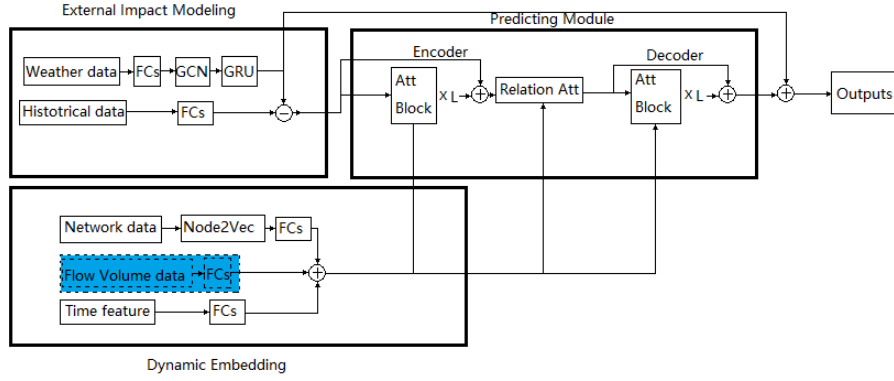 External Impact Modeling
Predicting Module
Weather data
FCs
GCN
GRU
Histotrical data
FCs
−
Encoder
Att
Block
X L
+
Relation Att
Decoder
Att
Block
X L
+
+
Outputs
Network data
Node2Vec
FCs
Flow Volume data
FCs
+
Time feature
FCs
Dynamic Embedding